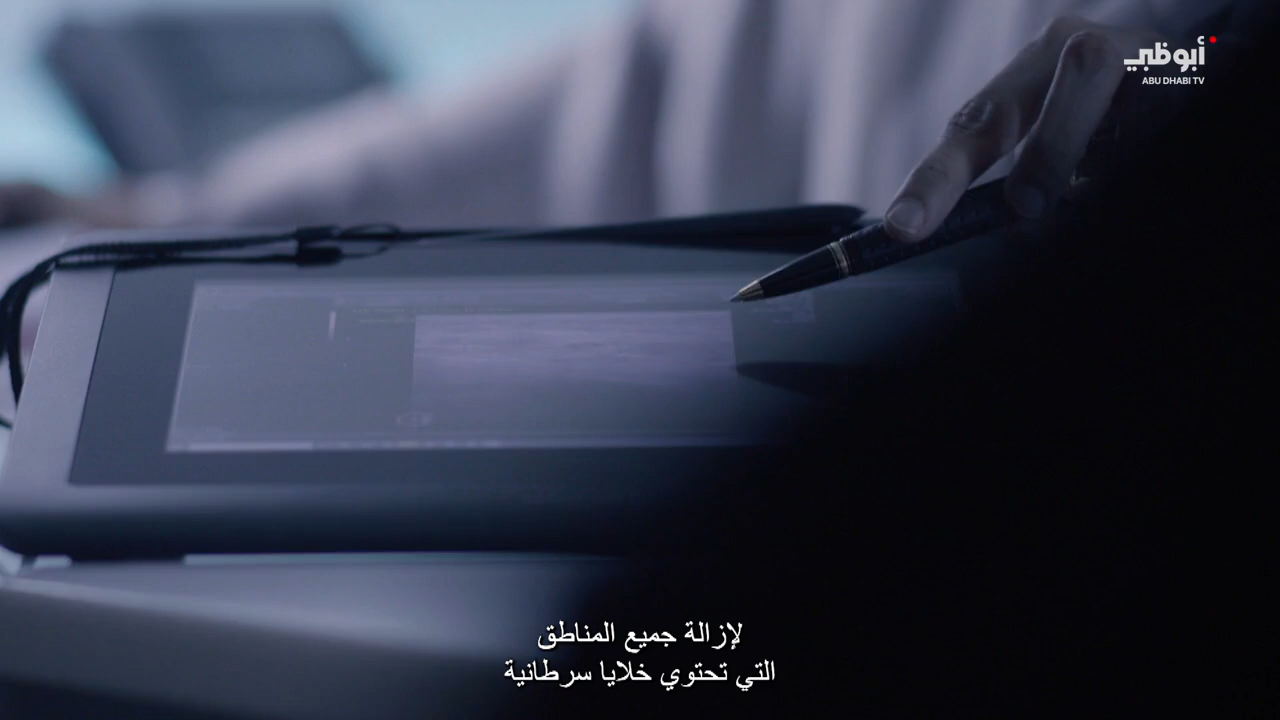 أبوظبي
ABU DHABI TV
لإزالة جميع المناطق
التي تحتوي خلايا سرطانية